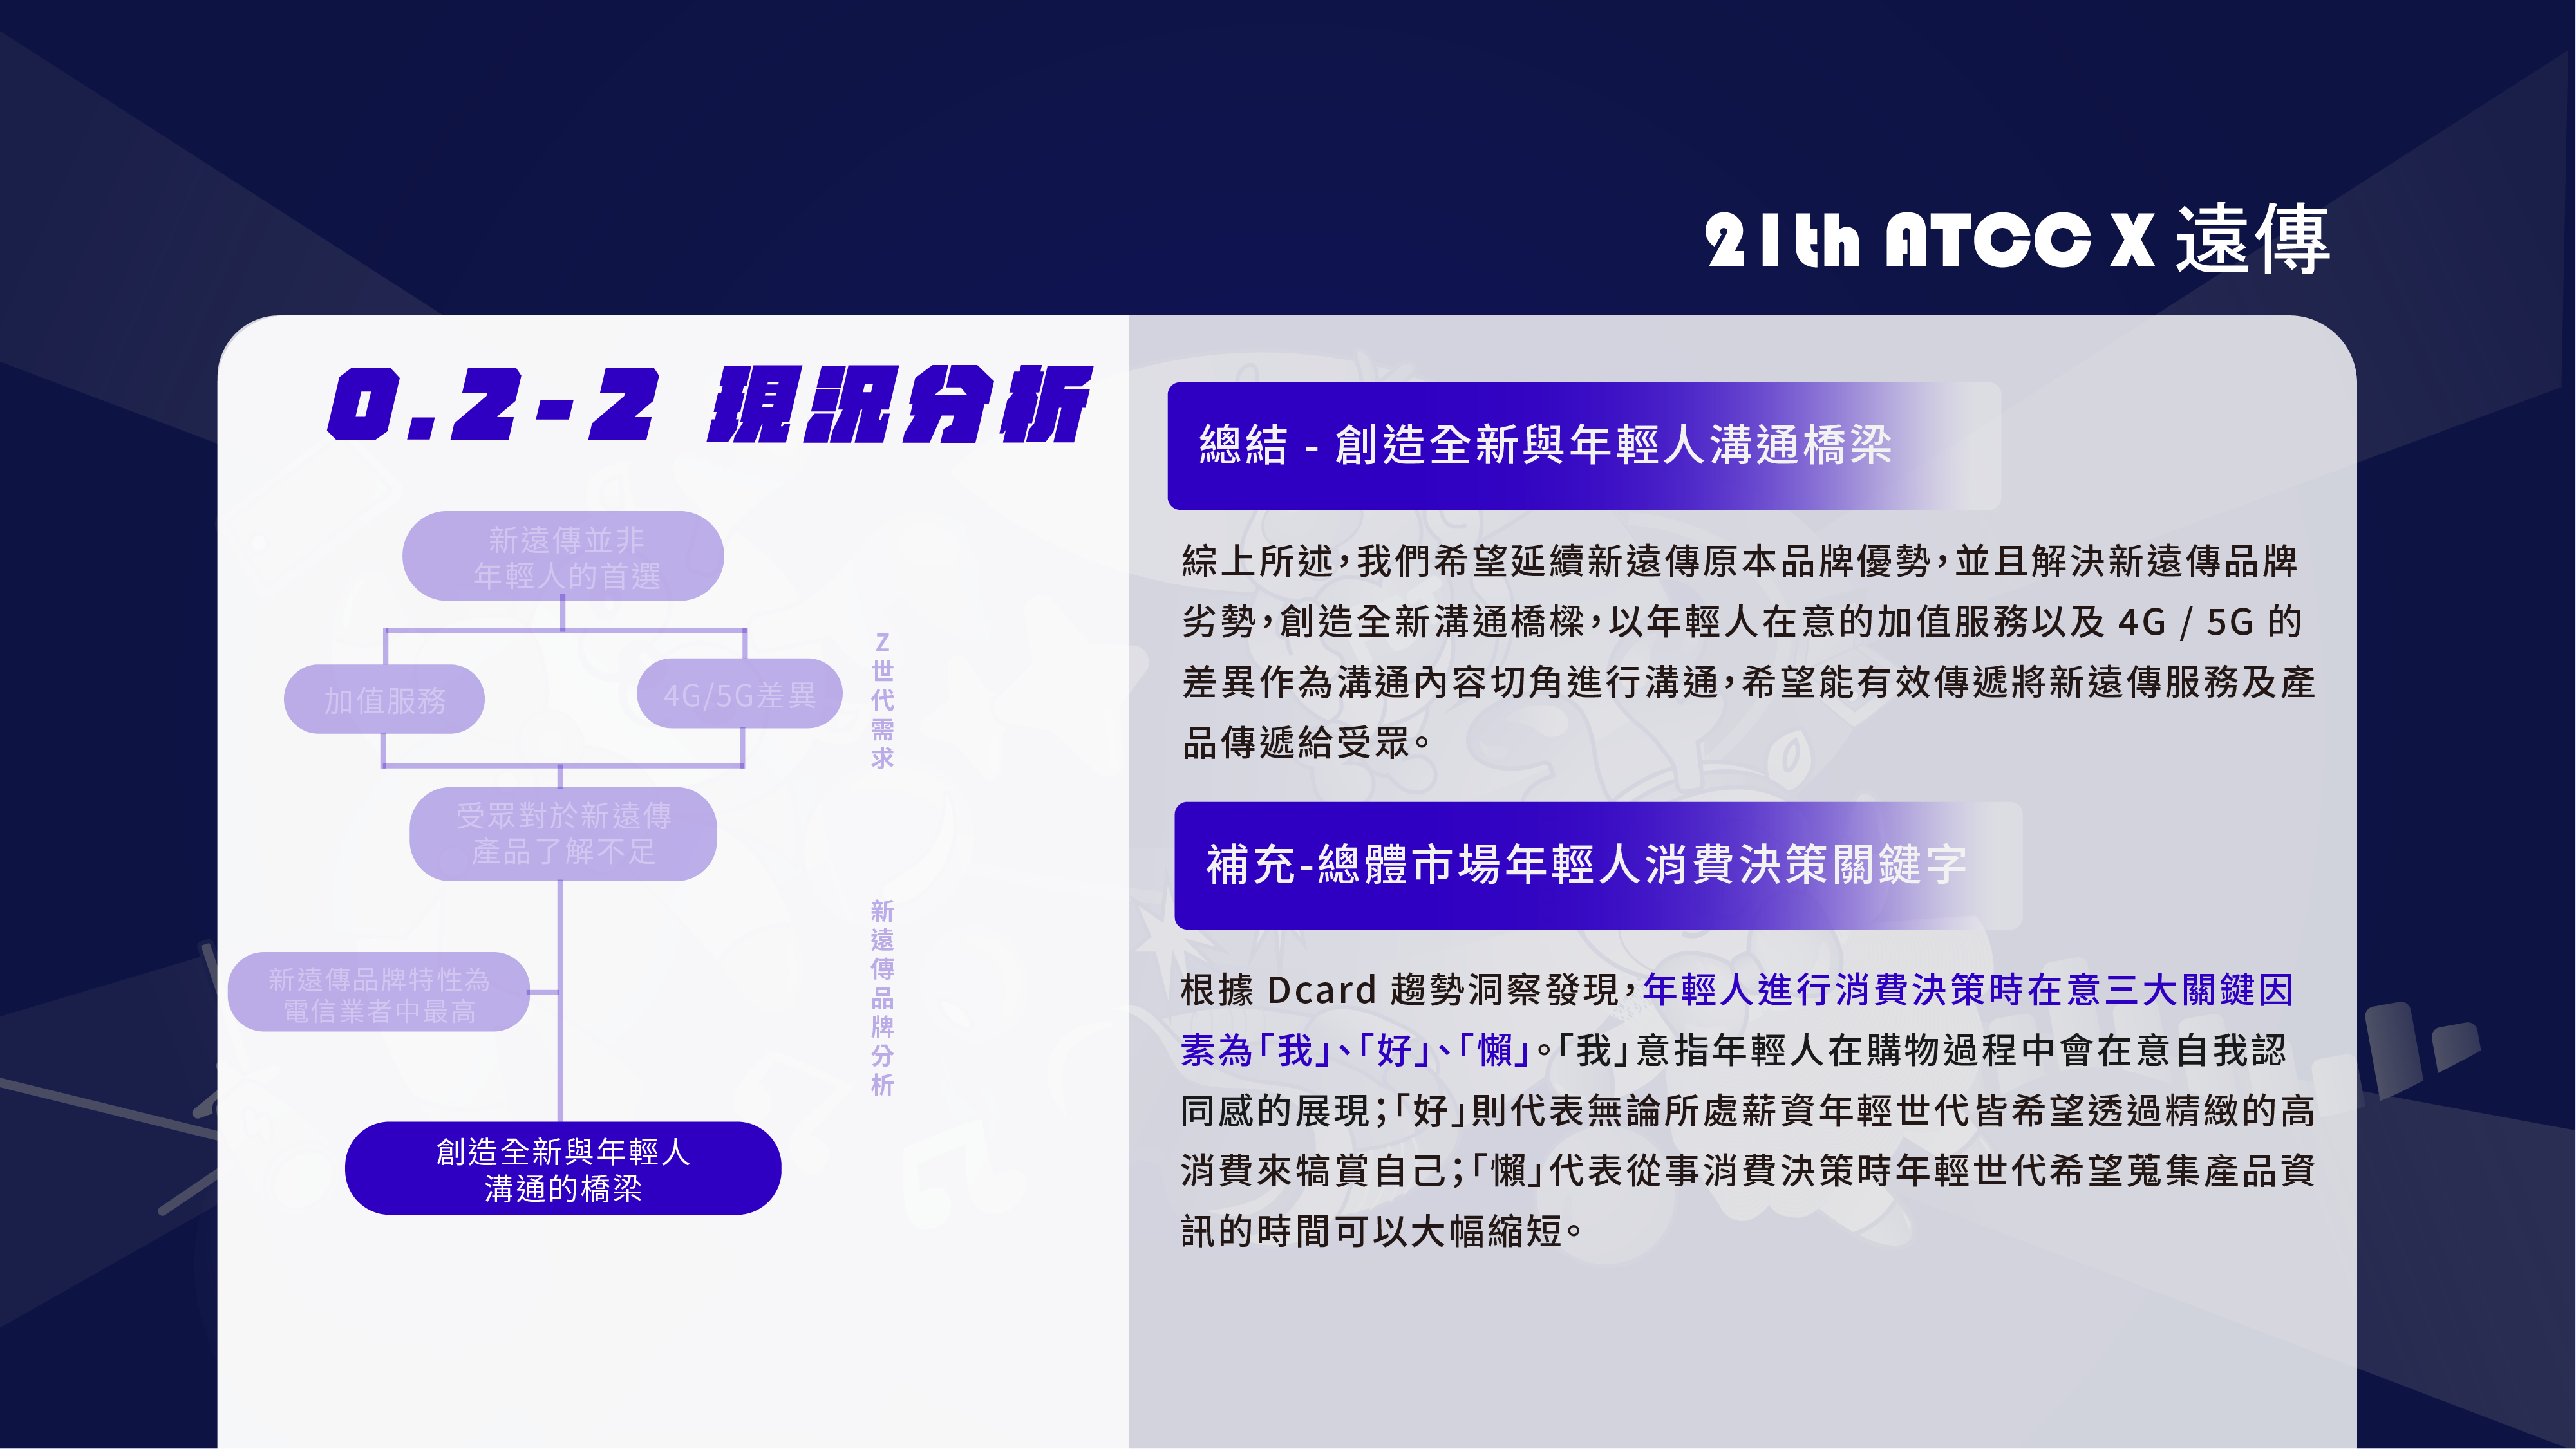 21th ATCC X 遠傳
0.2-2 現況分析
新遠傳並非
年輕人的首選
加值服務
4G/5G差異
Z世代需求
受眾對於新遠傳
產品了解不足
新遠傳品牌特性為
電信業者中最高
新遠傳品牌分析
創造全新與年輕人
溝通的橋梁
總結 - 創造全新與年輕人溝通橋梁
綜上所述，我們希望延續新遠傳原本品牌優勢，並且解決新遠傳品牌
劣勢，創造全新溝通橋樑，以年輕人在意的加值服務以及 4G / 5G 的
差異作為溝通內容切角進行溝通，希望能有效傳遞將新遠傳服務及產
品傳遞給受眾。
補充-總體市場年輕人消費決策關鍵字
根據 Dcard 趨勢洞察發現，年輕人進行消費決策時在意三大關鍵因
素為「我」、「好」、「懶」。「我」意指年輕人在購物過程中會在意自我認
同感的展現；「好」則代表無論所處薪資年輕世代皆希望透過精緻的高
消費來犒賞自己；「懶」代表從事消費決策時年輕世代希望蒐集產品資
訊的時間可以大幅縮短。